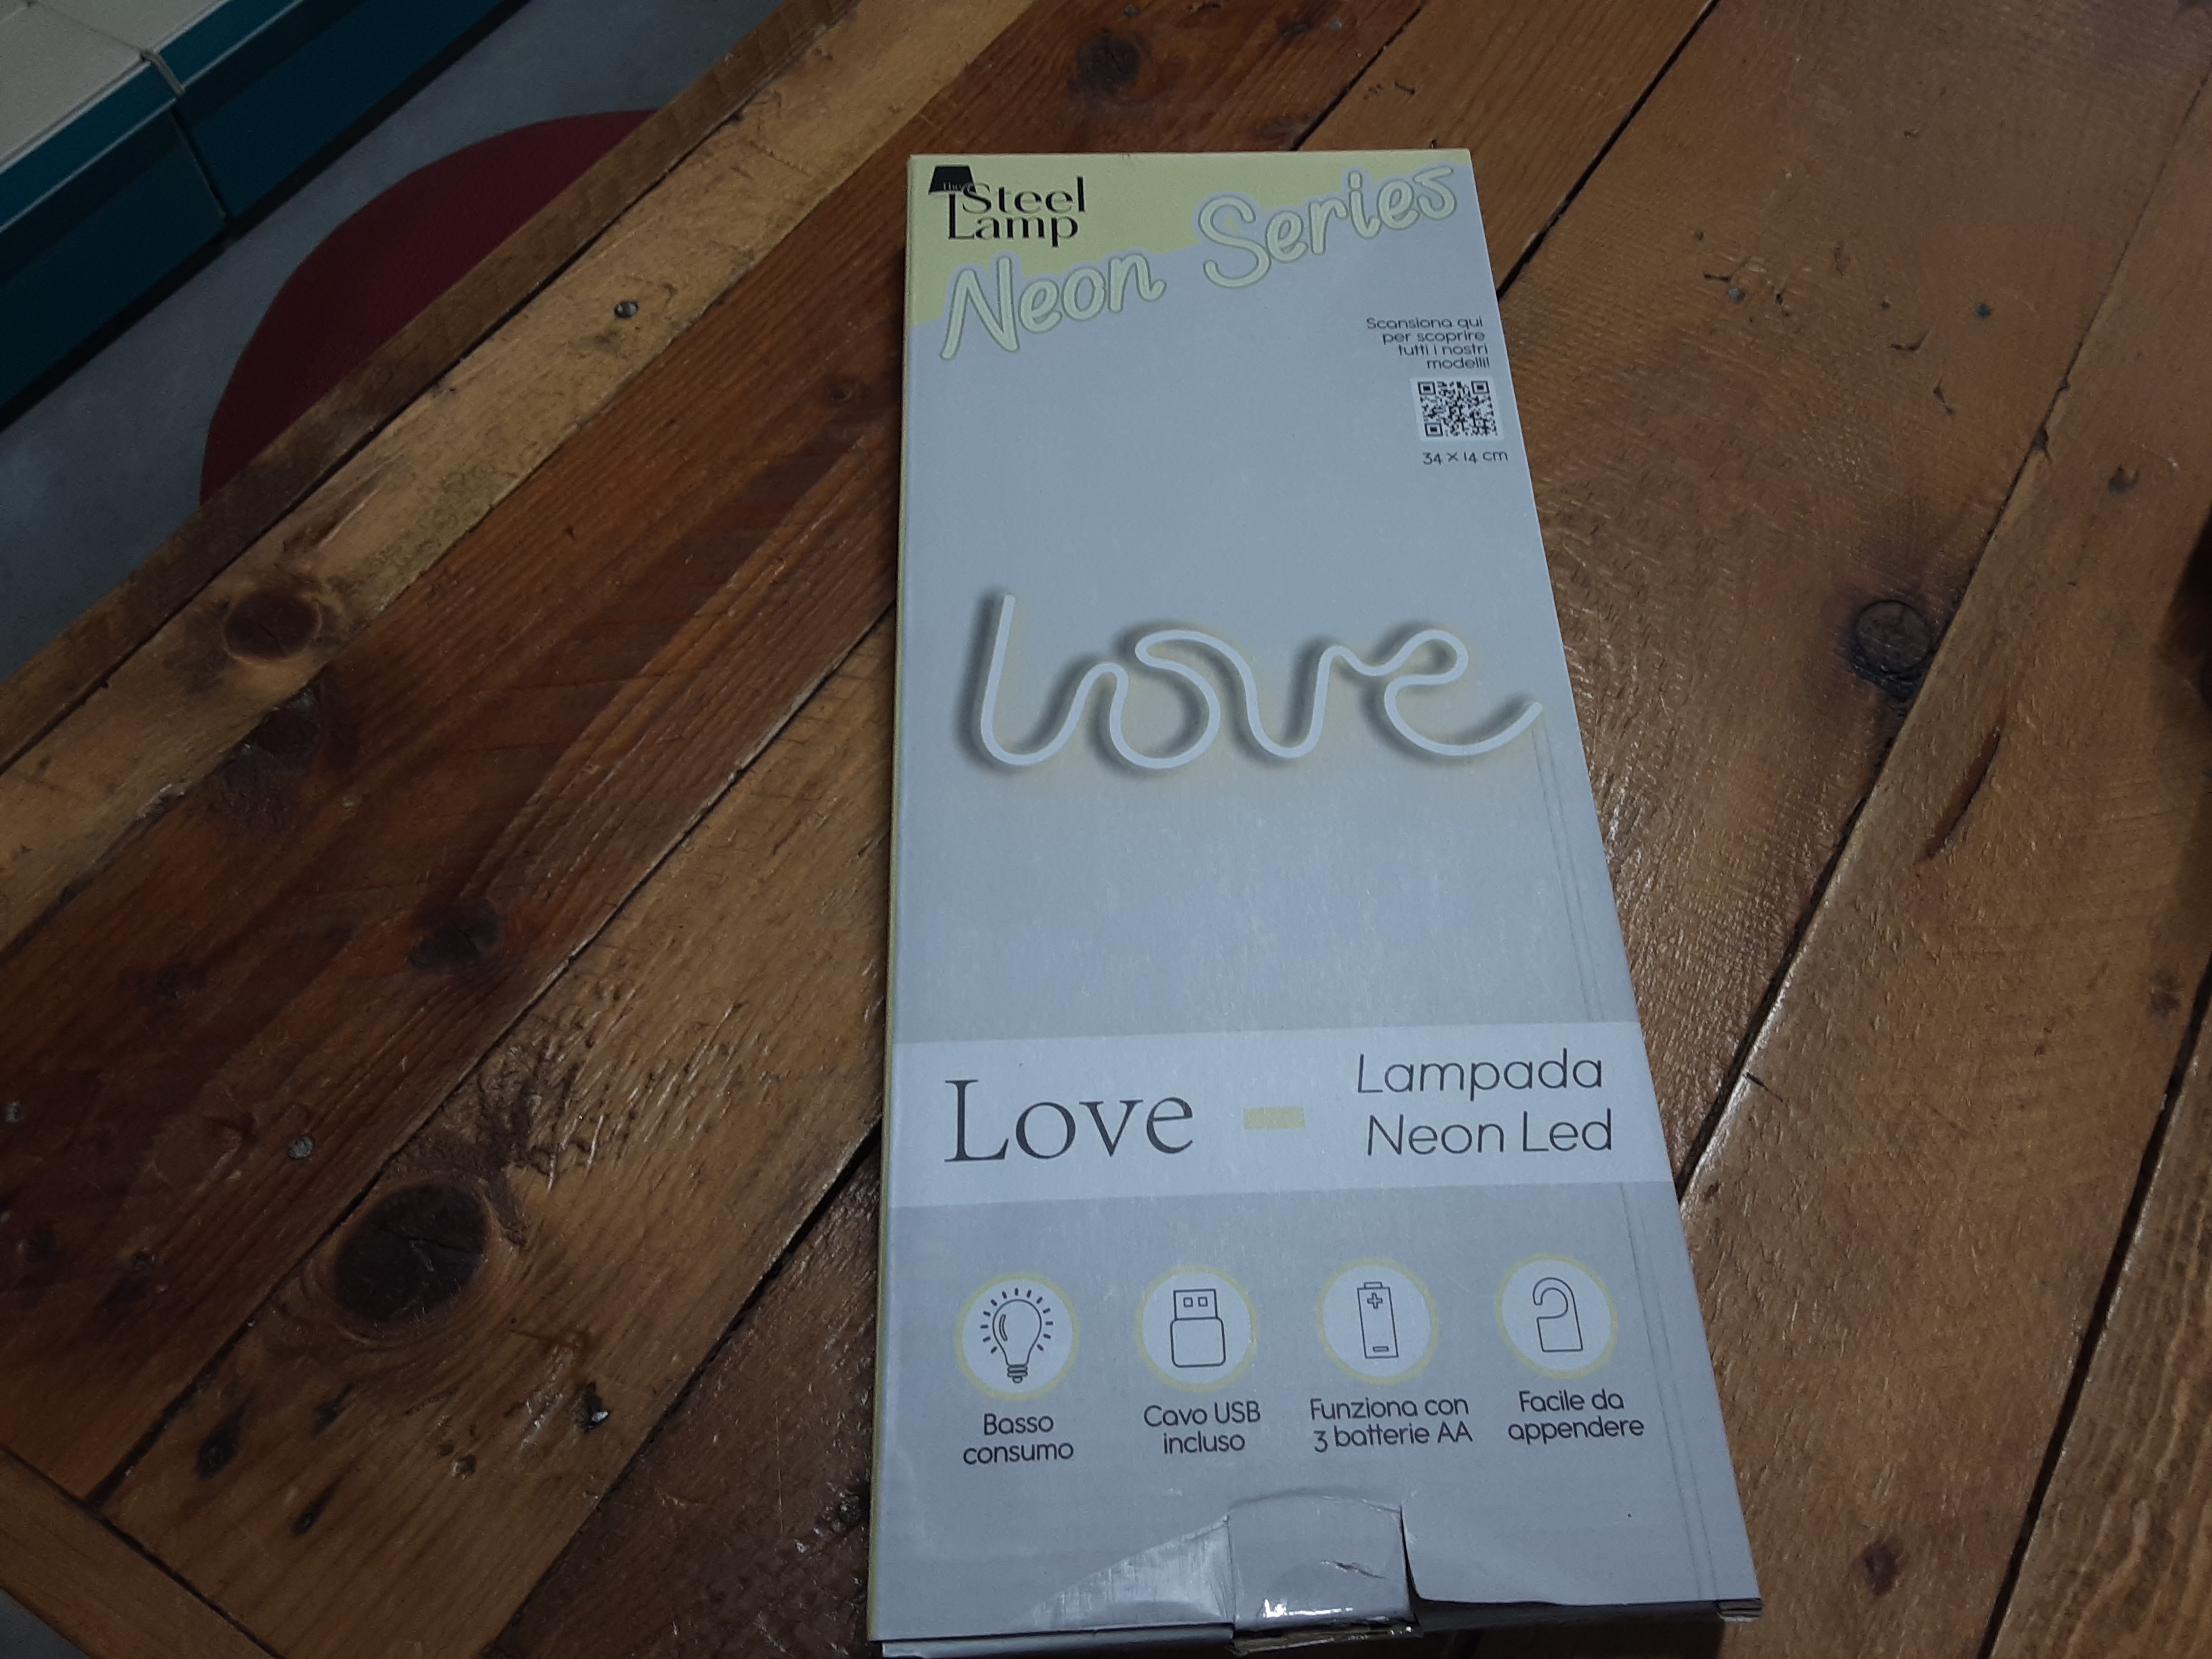 The Steel
Lamp
Neon Series
Scansiona qui
per scoprire
tutti i nostri
modelli!
34 x 14 cm
love
Love - Lampada
Neon Led
Basso
consumo
Cavo USB
incluso
Funziona con
3 batterie AA
Facile da
appendere